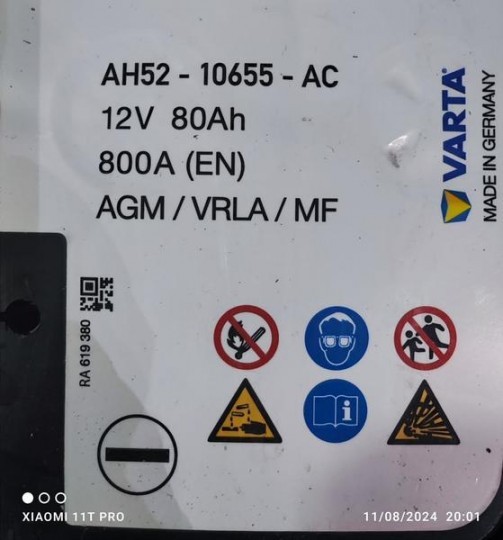 AH52 - 10655 - AC
12V 80Ah
800A (EN)
AGM / VRLA / MF
VARTA
MADE IN GERMANY
RA 619 380
XIAOMI 11T PRO
11/08/2024 20:01